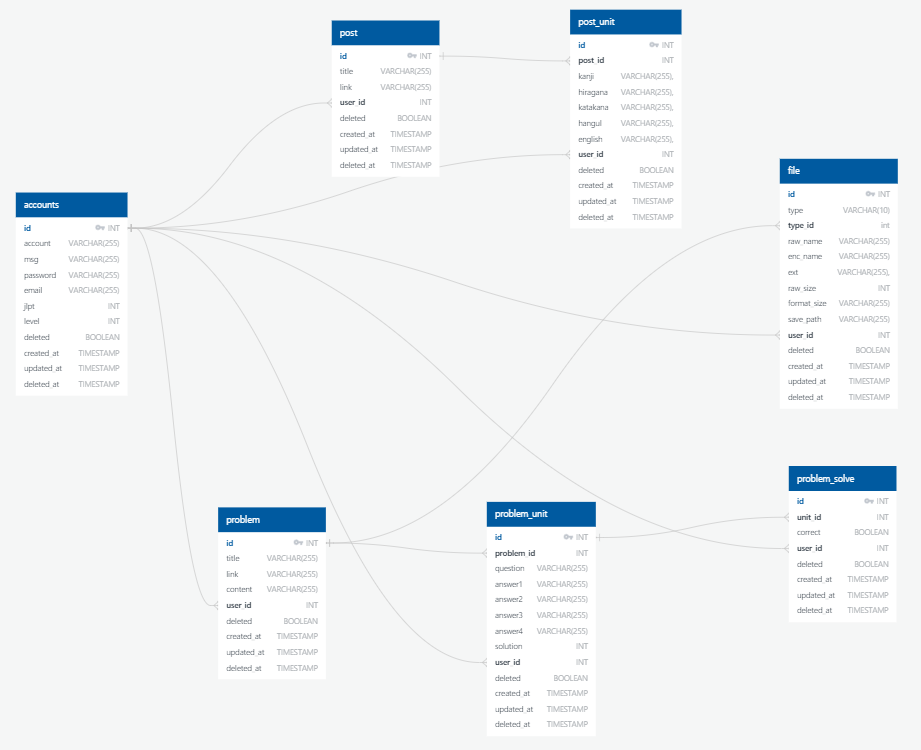 post
id INT
title VARCHAR(255)
link VARCHAR(255)
user_id INT
deleted BOOLEAN
created_at TIMESTAMP
updated_at TIMESTAMP
deleted_at TIMESTAMP
post_unit
id INT
post_id INT
kanji VARCHAR(255),
hiragana VARCHAR(255),
katakana VARCHAR(255),
hangul VARCHAR(255),
english VARCHAR(255),
user_id INT
deleted BOOLEAN
created_at TIMESTAMP
updated_at TIMESTAMP
deleted_at TIMESTAMP
file
id INT
type VARCHAR(10)
type_id int
raw_name VARCHAR(255)
enc_name VARCHAR(255)
ext VARCHAR(255),
raw_size INT
format_size VARCHAR(255)
save_path VARCHAR(255)
user_id INT
deleted BOOLEAN
created_at TIMESTAMP
updated_at TIMESTAMP
deleted_at TIMESTAMP
accounts
id INT
account VARCHAR(255)
msg VARCHAR(255)
password VARCHAR(255)
email VARCHAR(255)
jlpt INT
level INT
deleted BOOLEAN
created_at TIMESTAMP
updated_at TIMESTAMP
deleted_at TIMESTAMP
problem
id INT
title VARCHAR(255)
link VARCHAR(255)
content VARCHAR(255)
user_id INT
deleted BOOLEAN
created_at TIMESTAMP
updated_at TIMESTAMP
deleted_at TIMESTAMP
problem_unit
id INT
problem_id INT
question VARCHAR(255)
answer1 VARCHAR(255)
answer2 VARCHAR(255)
answer3 VARCHAR(255)
answer4 VARCHAR(255)
solution INT
user_id INT
deleted BOOLEAN
created_at TIMESTAMP
updated_at TIMESTAMP
deleted_at TIMESTAMP
problem_solve
id INT
unit_id INT
correct BOOLEAN
user_id INT
deleted BOOLEAN
created_at TIMESTAMP
updated_at TIMESTAMP
deleted_at TIMESTAMP